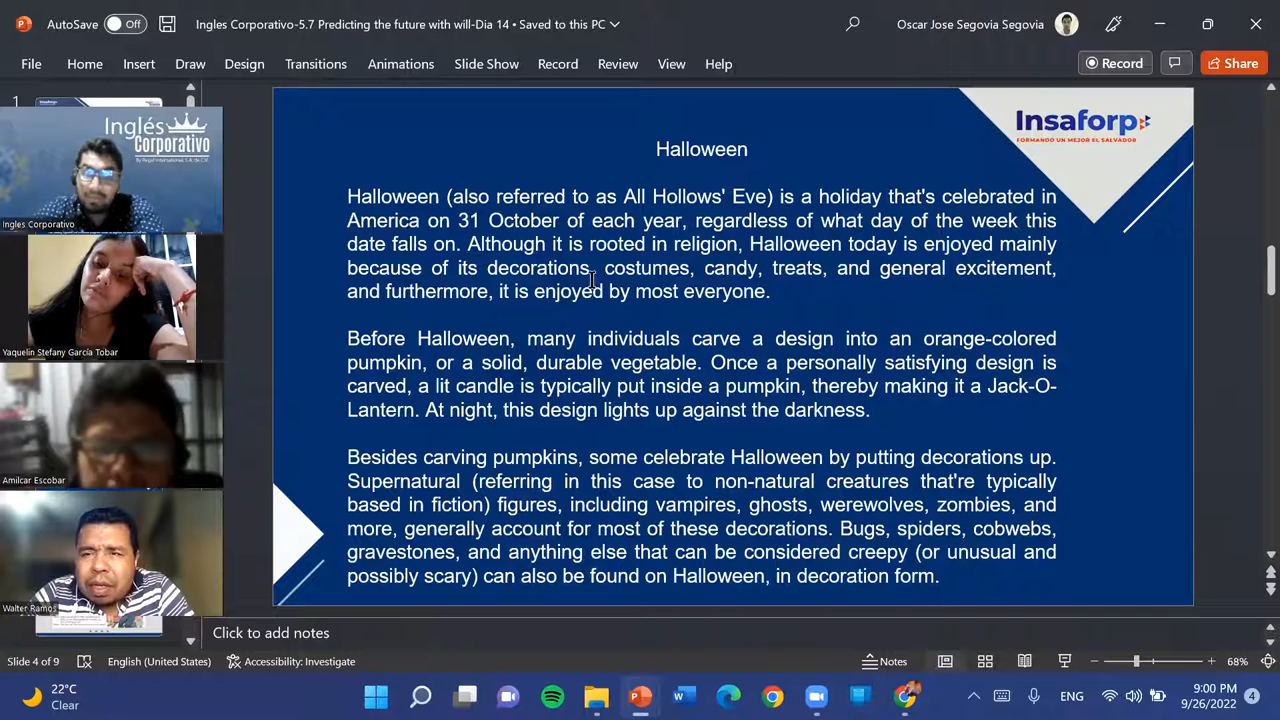 AutoSave Off Ingles Corporativo-5.7 Predicting the future with will-Dia 14 • Saved to this PC Oscar Jose Segovia Segovia
File Home Insert Draw Design Transitions Animations Slide Show Record Review View Help Record Share
1
Inglés
Corporativo
Ingles Corporativo
Yaquelin Stefany García Tobar
Amilcar Escobar
Walter Ramos
Insaforp
FORMANDO UN MEJOR EL SALVADOR
Halloween
Halloween (also referred to as All Hollows' Eve) is a holiday that's celebrated in
America on 31 October of each year, regardless of what day of the week this
date falls on. Although it is rooted in religion, Halloween today is enjoyed mainly
because of its decorations, costumes, candy, treats, and general excitement,
and furthermore, it is enjoyed by most everyone.
Before Halloween, many individuals carve a design into an orange-colored
pumpkin, or a solid, durable vegetable. Once a personally satisfying design is
carved, a lit candle is typically put inside a pumpkin, thereby making it a Jack-O-
Lantern. At night, this design lights up against the darkness.
Besides carving pumpkins, some celebrate Halloween by putting decorations up.
Supernatural (referring in this case to non-natural creatures that're typically
based in fiction) figures, including vampires, ghosts, werewolves, zombies, and
more, generally account for most of these decorations. Bugs, spiders, cobwebs,
gravestones, and anything else that can be considered creepy (or unusual and
possibly scary) can also be found on Halloween, in decoration form.
Click to add notes
Slide 4 of 9 English (United States) Accessibility: Investigate Notes 68%
22°C
Clear
ENG
9:00 PM
9/26/2022
4